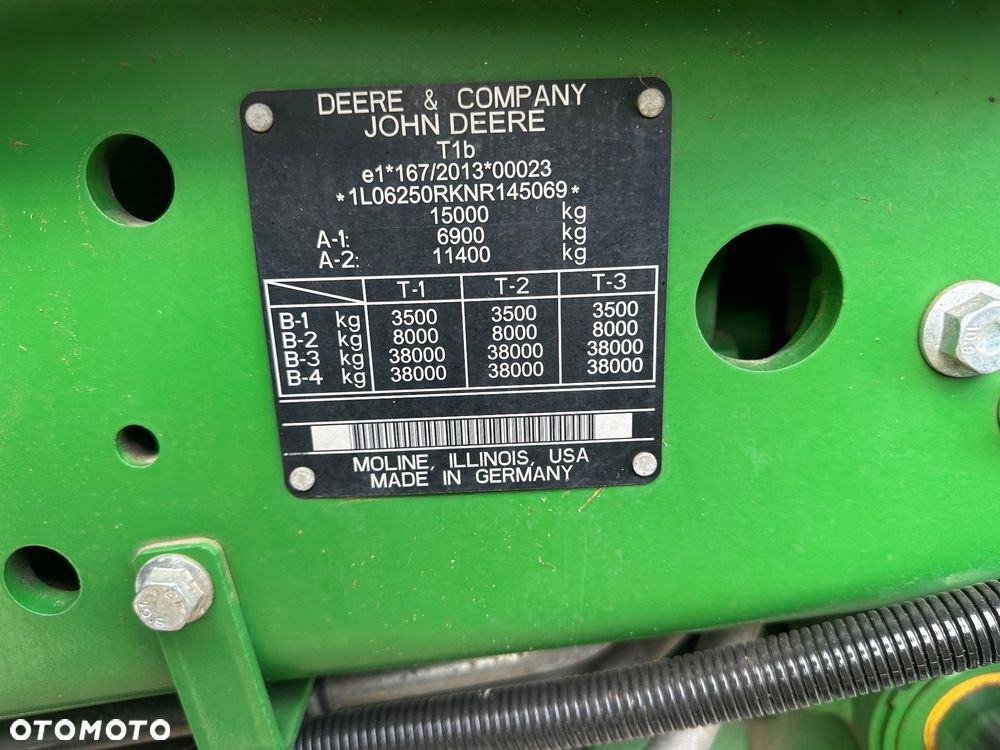 DEERE & COMPANY
JOHN DEERE
T1b
e1*167/2013*00023
*1L06250RKNR145069*
15000 kg
A-1: 6900 kg
A-2: 11400 kg
T-1 T-2 T-3
B-1 kg 3500 3500 3500
B-2 kg 8000 8000 8000
B-3 kg 38000 38000 38000
B-4 kg 38000 38000 38000
MOLINE, ILLINOIS, USA
MADE IN GERMANY
10.9
OTOMOTO